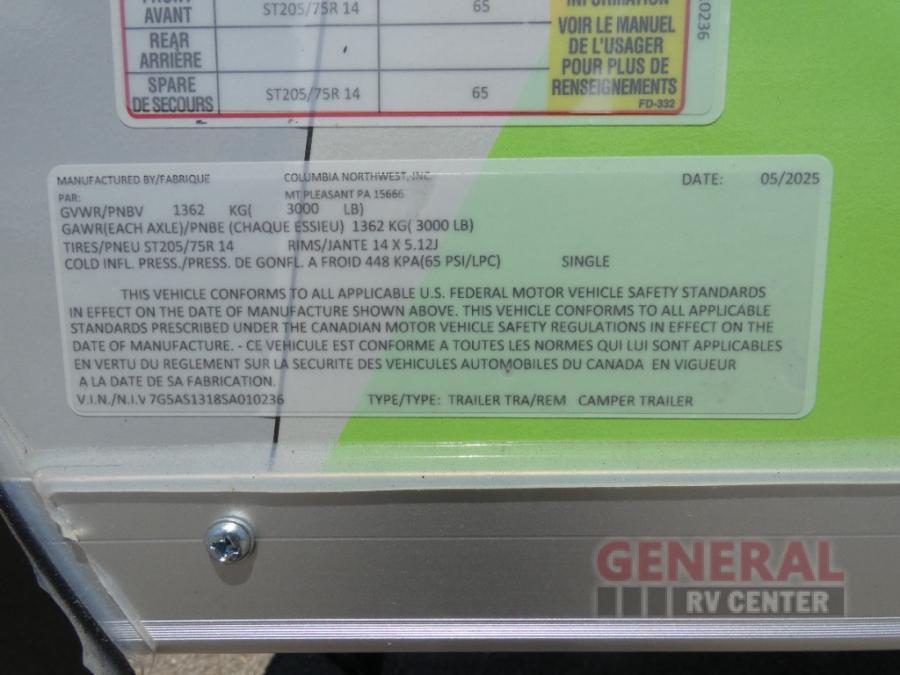 AVANT ST205/75R 14 65
0236
REAR
ARRIÈRE
SPARE
DE SECOURS ST205/75R 14 65
INFORMATION
VOIR LE MANUEL
DE L'USAGER
POUR PLUS DE
RENSEIGNEMENTS
FD-332
MANUFACTURED BY/FABRIQUE COLUMBIA NORTHWEST, INC DATE: 05/2025
PAR: MT PLEASANT PA 15666
GVWR/PNBV 1362 KG( 3000 LB)
GAWR(EACH AXLE)/PNBE (CHAQUE ESSIEU) 1362 KG( 3000 LB)
TIRES/PNEU ST205/75R 14 RIMS/JANTE 14 X 5.12J
COLD INFL. PRESS./PRESS. DE GONFL. A FROID 448 KPA(65 PSI/LPC) SINGLE
THIS VEHICLE CONFORMS TO ALL APPLICABLE U.S. FEDERAL MOTOR VEHICLE SAFETY STANDARDS
IN EFFECT ON THE DATE OF MANUFACTURE SHOWN ABOVE. THIS VEHICLE CONFORMS TO ALL APPLICABLE
STANDARDS PRESCRIBED UNDER THE CANADIAN MOTOR VEHICLE SAFETY REGULATIONS IN EFFECT ON THE
DATE OF MANUFACTURE. - CE VEHICULE EST CONFORME A TOUTES LES NORMES QUI LUI SONT APPLICABLES
EN VERTU DU REGLEMENT SUR LA SECURITE DES VEHICULES AUTOMOBILES DU CANADA EN VIGUEUR
A LA DATE DE SA FABRICATION.
V.I.N./N.I.V 7G5AS1318SA010236 TYPE/TYPE: TRAILER TRA/REM CAMPER TRAILER
GENERAL
RV CENTER